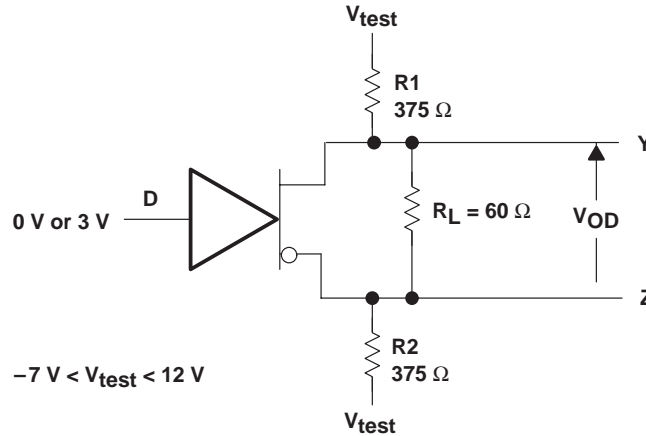 Vtest
R1
375 Ω
Y
D
0 V or 3 V
RL = 60 Ω
VOD
Z
R2
375 Ω
−7 V < Vtest < 12 V
Vtest